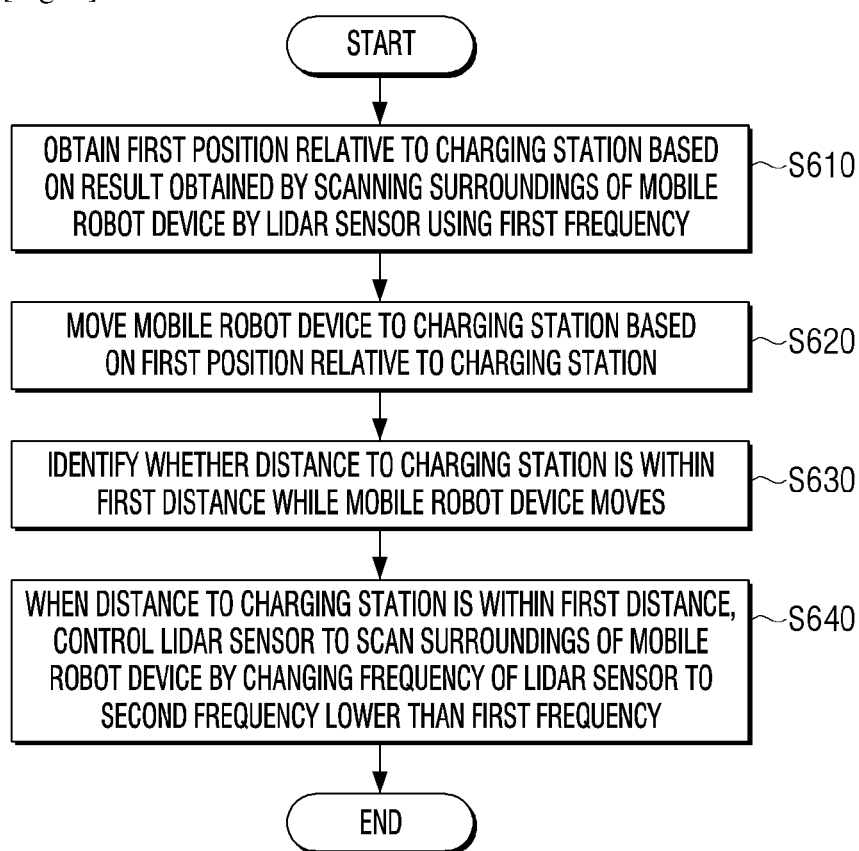 START
OBTAIN FIRST POSITION RELATIVE TO CHARGING STATION BASED
ON RESULT OBTAINED BY SCANNING SURROUNDINGS OF MOBILE
ROBOT DEVICE BY LIDAR SENSOR USING FIRST FREQUENCY
S610
MOVE MOBILE ROBOT DEVICE TO CHARGING STATION BASED
ON FIRST POSITION RELATIVE TO CHARGING STATION
S620
IDENTIFY WHETHER DISTANCE TO CHARGING STATION IS WITHIN
FIRST DISTANCE WHILE MOBILE ROBOT DEVICE MOVES
S630
WHEN DISTANCE TO CHARGING STATION IS WITHIN FIRST DISTANCE,
CONTROL LIDAR SENSOR TO SCAN SURROUNDINGS OF MOBILE
ROBOT DEVICE BY CHANGING FREQUENCY OF LIDAR SENSOR TO
SECOND FREQUENCY LOWER THAN FIRST FREQUENCY
S640
END